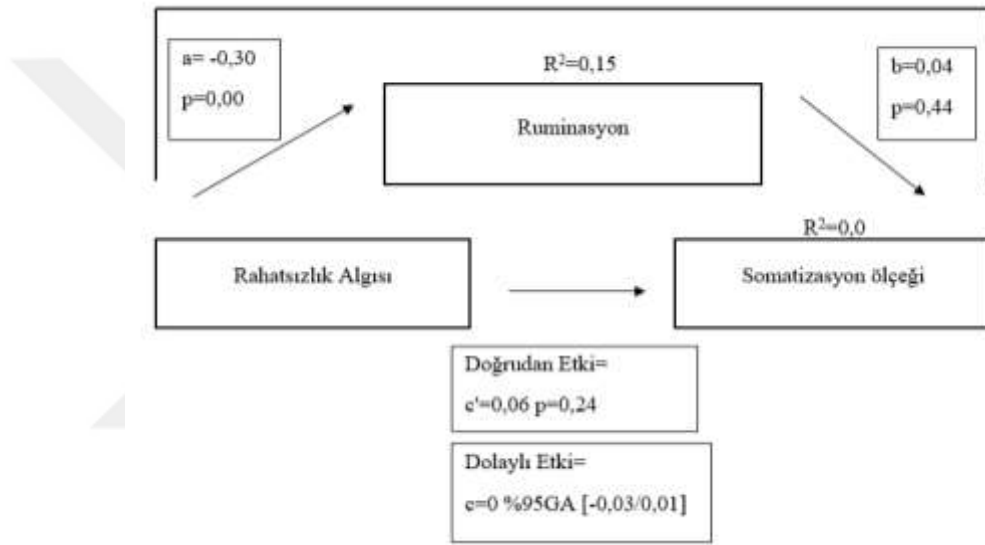 a= -0,30
p=0,00
R²=0,15
Ruminasyon
b=0,04
p=0,44
R²=0,0
Rahatsızlık Algısı
Somatizasyon ölçeği
Doğrudan Etki=
c'=0,06 p=0,24
Dolaylı Etki=
c=0 %95GA [-0,03/0,01]